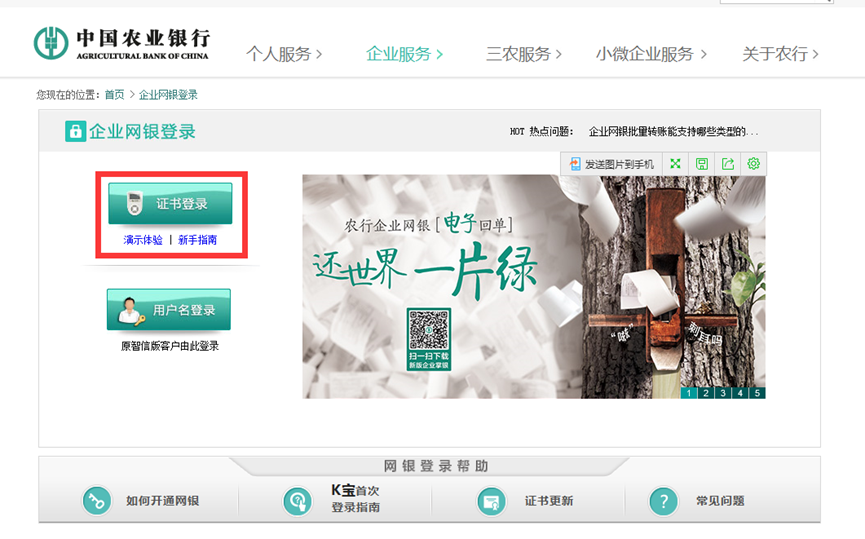 中国农业银行
AGRICULTURAL BANK OF CHINA
个人服务 >
企业服务 >
三农服务 >
小微企业服务 >
关于农行 >
您现在的位置：首页 > 企业网银登录
企业网银登录
HOT 热点问题：
企业网银批量转账能支持哪些类型的...
发送图片到手机
证书登录
演示体验 | 新手指南
用户名登录
原智信版客户由此登录
农行企业网银[电子回单]
还世界一片绿
扫一扫下载
新版企业掌银
“哦”
剃耳吗
1 2 3 4 5
网银登录帮助
如何开通网银
K宝首次
登录指南
证书更新
常见问题